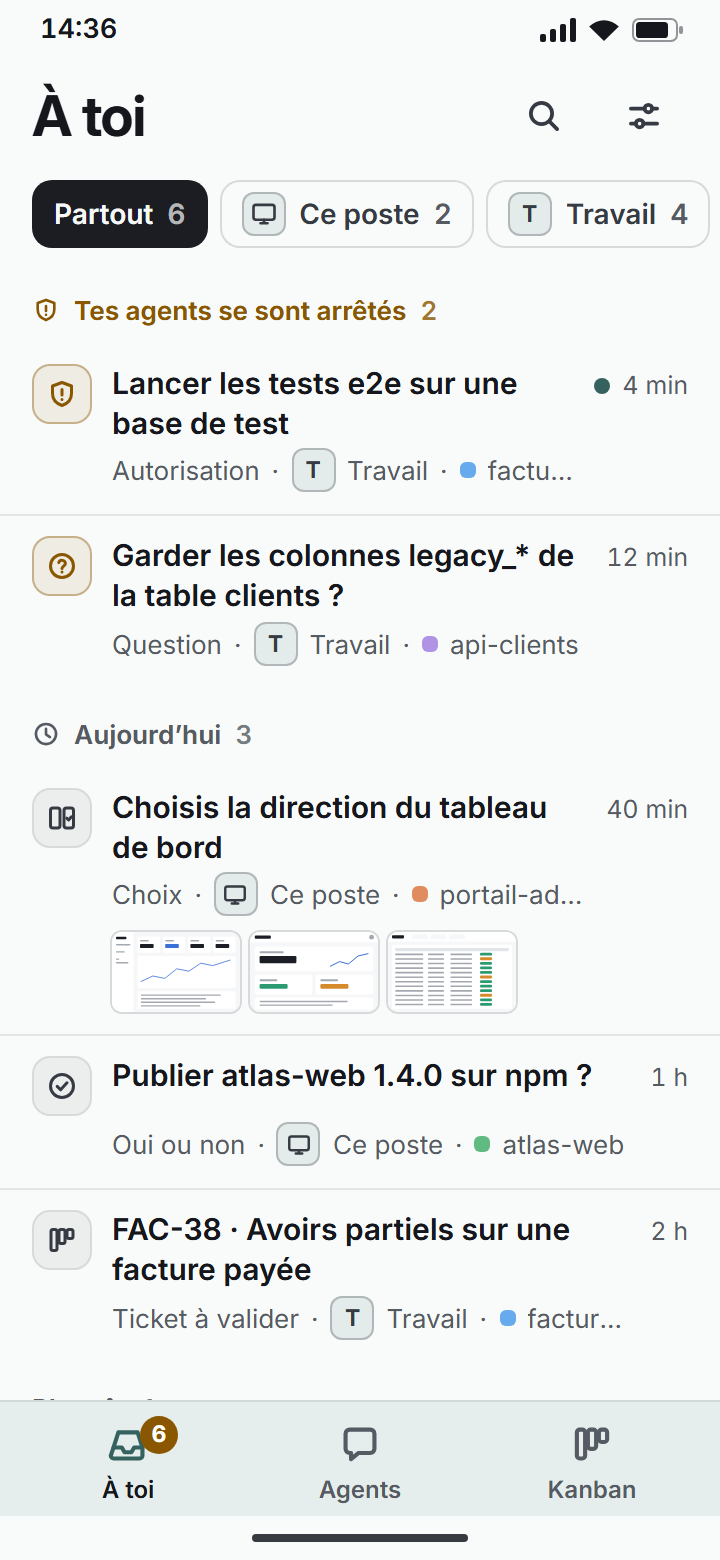 14:36
À toi
Partout 6
Ce poste 2
T Travail 4
Tes agents se sont arrêtés 2
Lancer les tests e2e sur une
base de test
4 min
Autorisation · T Travail · factu…
Garder les colonnes legacy_* de
la table clients ?
12 min
Question · T Travail · api-clients
Aujourd’hui 3
Choisis la direction du tableau
de bord
40 min
Choix · Ce poste · portail-ad…
Publier atlas-web 1.4.0 sur npm ?
1 h
Oui ou non · Ce poste · atlas-web
FAC-38 · Avoirs partiels sur une
facture payée
2 h
Ticket à valider · T Travail · factur…
6
À toi
Agents
Kanban